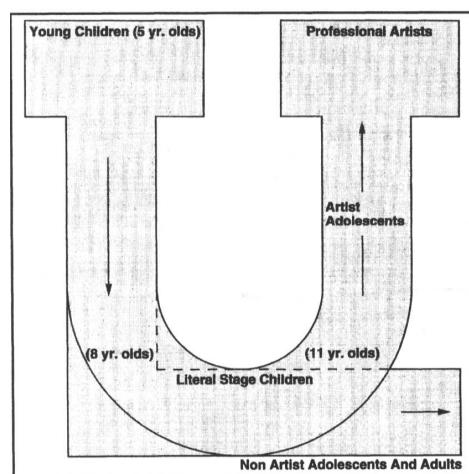 Young Children (5 yr. olds)
Professional Artists
Artist
Adolescents
(8 yr. olds)
(11 yr. olds)
Literal Stage Children
Non Artist Adolescents And Adults